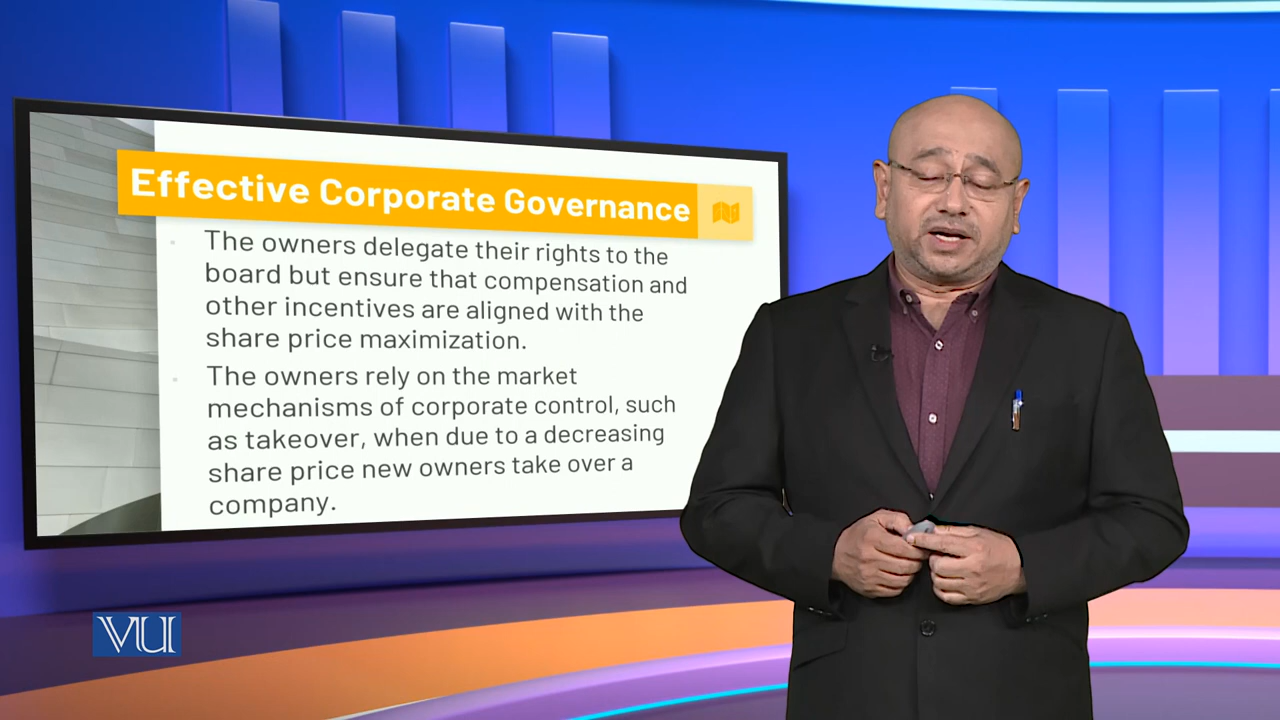 Effective Corporate Governance
The owners delegate their rights to the
board but ensure that compensation and
other incentives are aligned with the
share price maximization.
The owners rely on the market
mechanisms of corporate control, such
as takeover, when due to a decreasing
share price new owners take over a
company.
VU